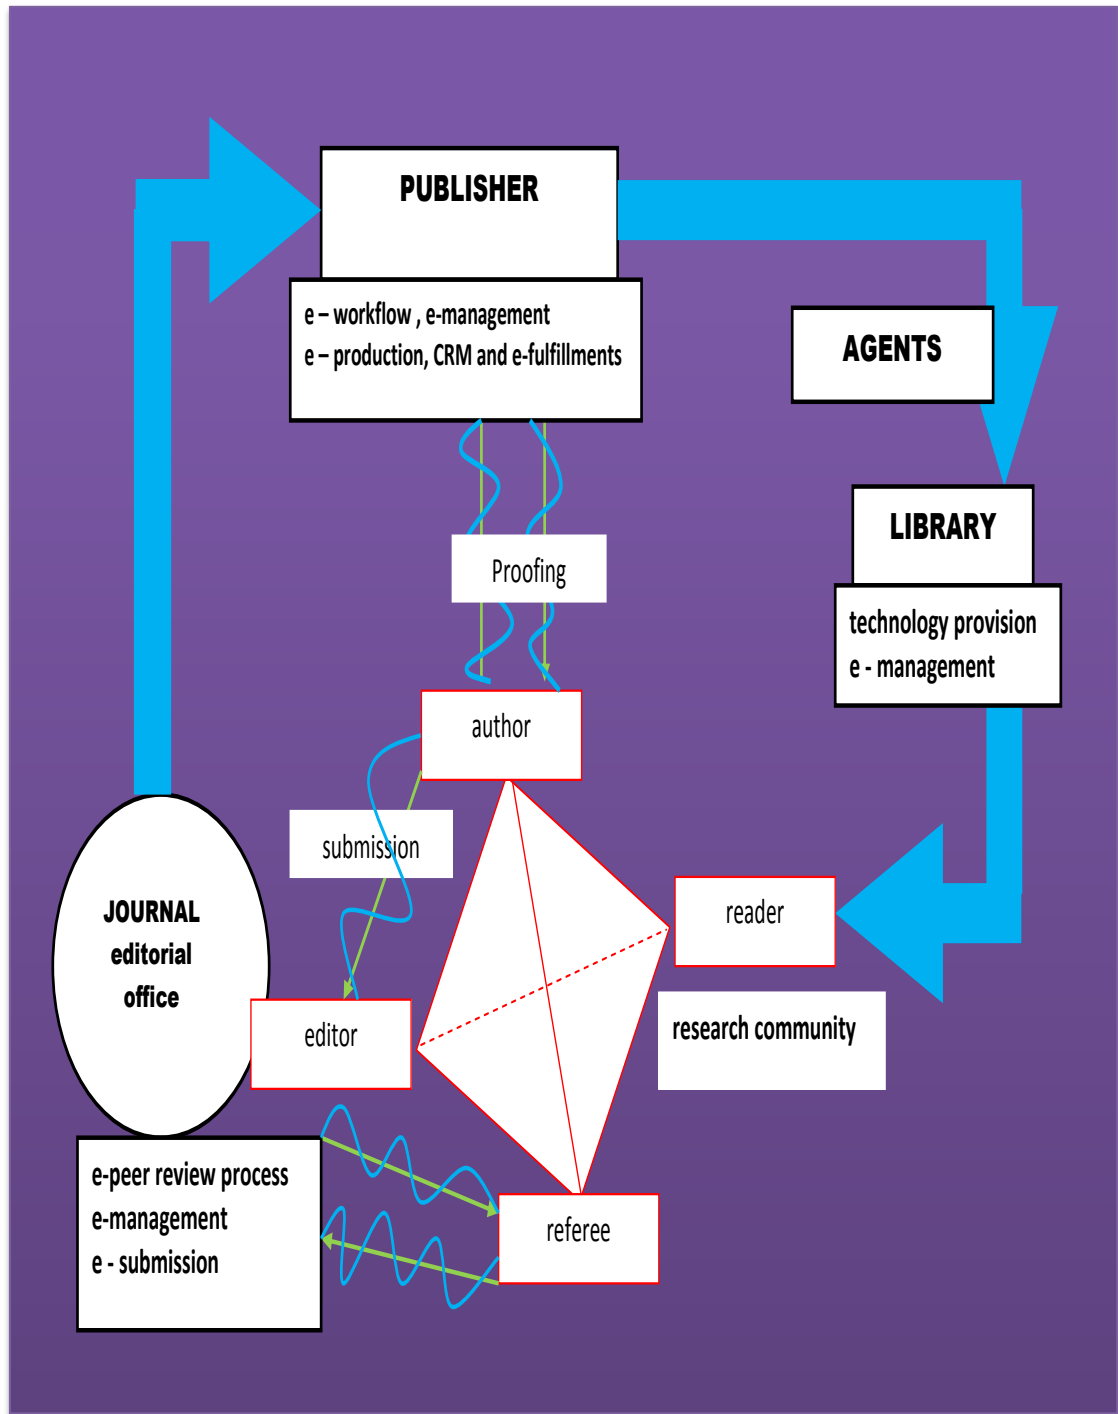 PUBLISHER
e – workflow , e-management
e – production, CRM and e-fulfillments
AGENTS
LIBRARY
technology provision
e - management
Proofing
author
submission
reader
JOURNAL
editorial
office
editor
research community
e-peer review process
e-management
e - submission
referee